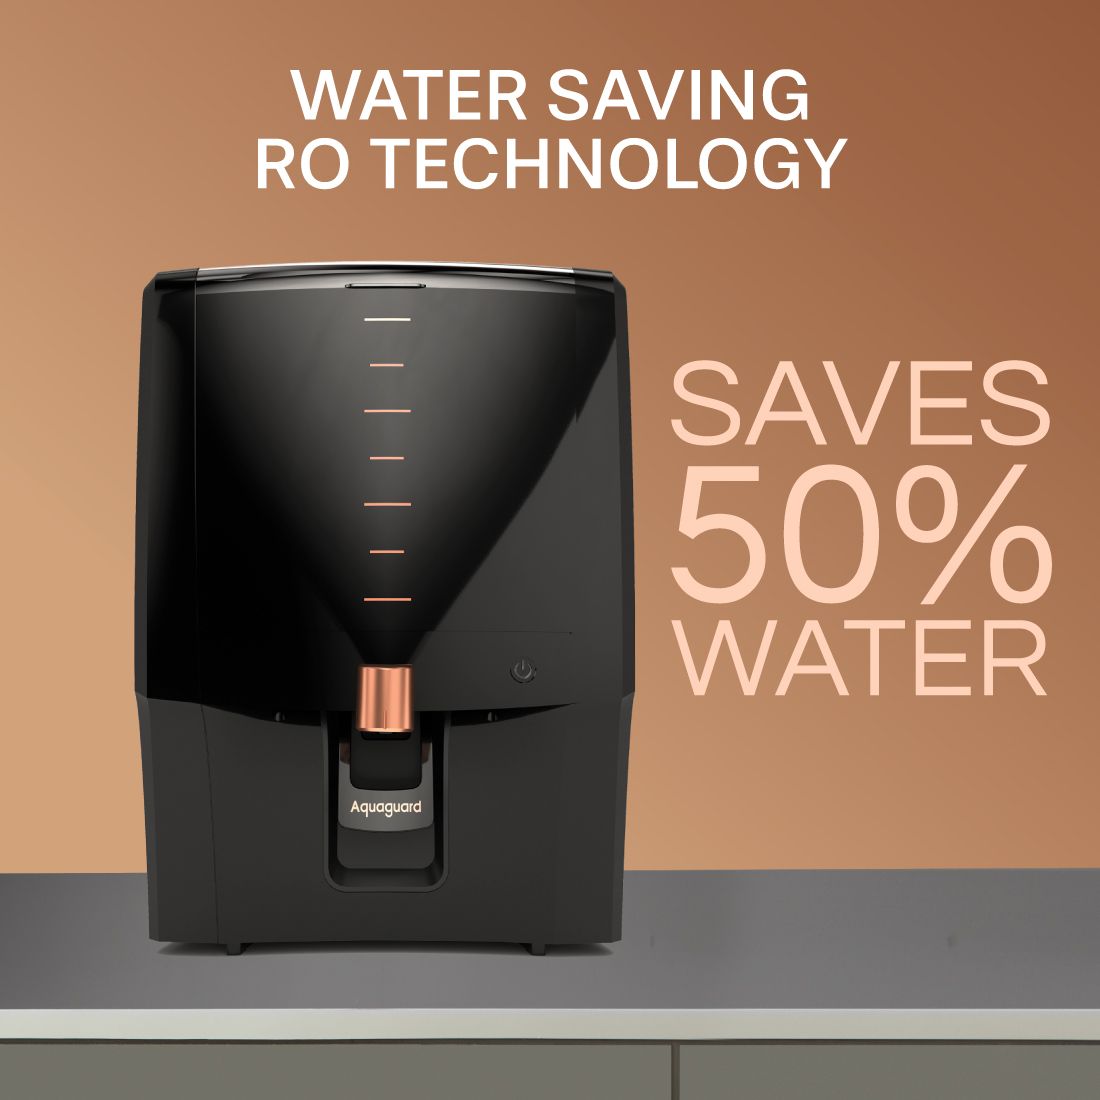 WATER SAVING
RO TECHNOLOGY
SAVES
50%
WATER
Aquaguard